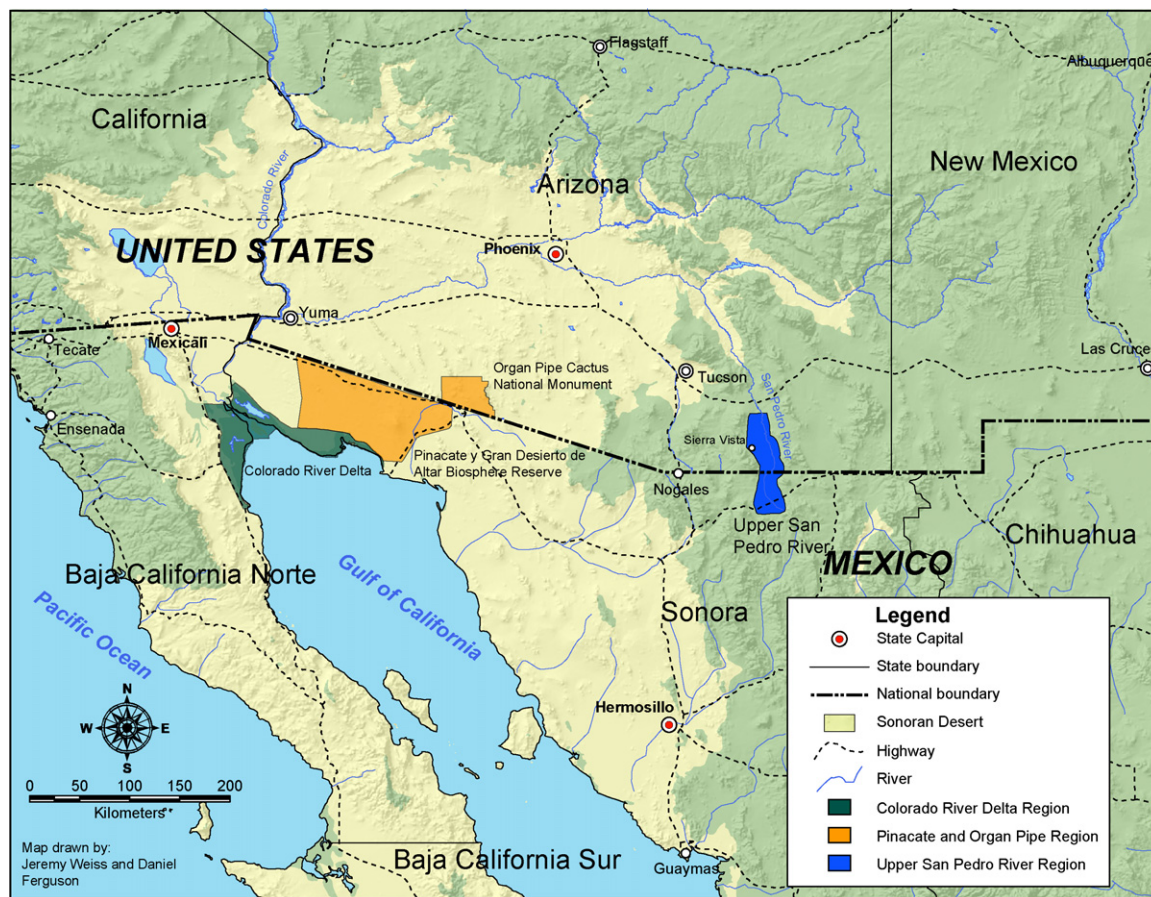 Flagstaff
Albuquerque
California
New Mexico
Colorado River
Arizona
UNITED STATES
Phoenix
Yuma
Mexicali
Tecate
Las Cruce
Organ Pipe Cactus
National Monument
Tucson
San Pedro River
Ensenada
Sierra Vista
Pinacate y Gran Desierto de
Altar Biosphere Reserve
Colorado River Delta
Nogales
Upper San
Pedro River
Chihuahua
MEXICO
Baja California Norte
Gulf of California
Pacific Ocean
Sonora
Hermosillo
Guaymas
Baja California Sur
N
W
E
S
0 50 100 150 200
Kilometers
Map drawn by:
Jeremy Weiss and Daniel
Ferguson
Legend
State Capital
State boundary
National boundary
Sonoran Desert
Highway
River
Colorado River Delta Region
Pinacate and Organ Pipe Region
Upper San Pedro River Region